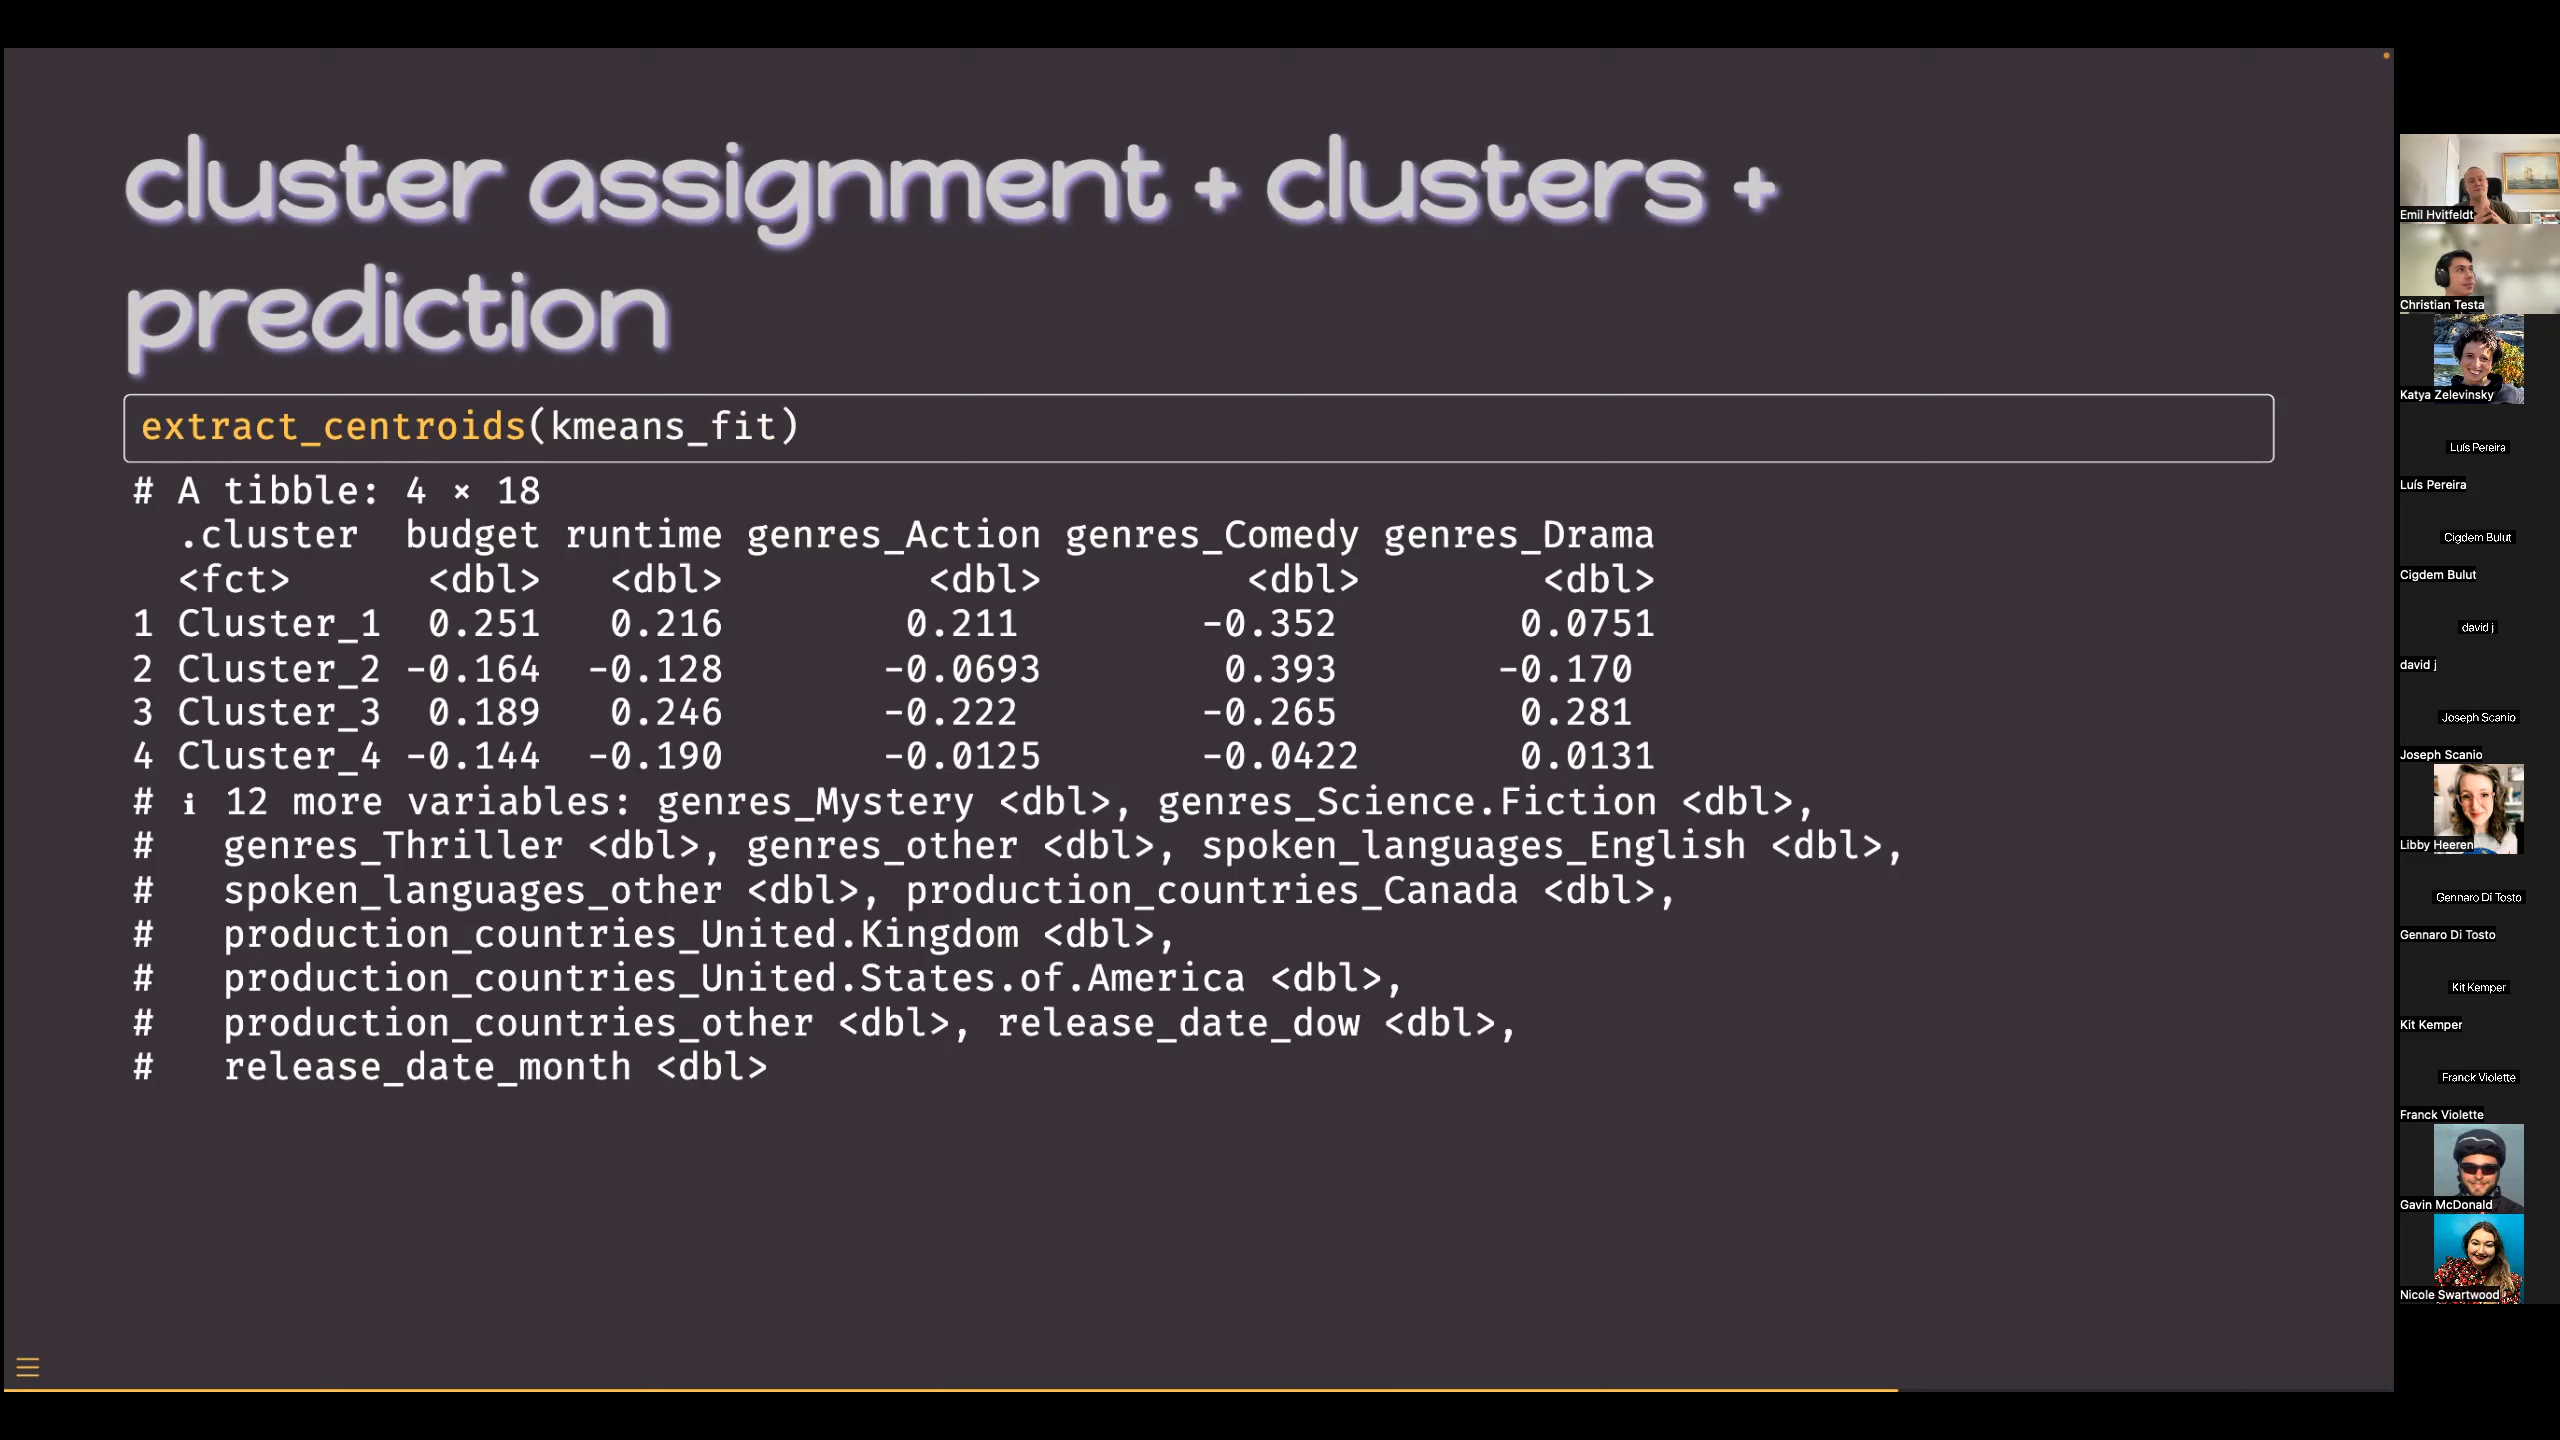 cluster assignment + clusters +
prediction
extract_centroids(kmeans_fit)
# A tibble: 4 × 18
.cluster budget runtime genres_Action genres_Comedy genres_Drama
<fct> <dbl> <dbl> <dbl> <dbl> <dbl>
1 Cluster_1 0.251 0.216 0.211 -0.352 0.0751
2 Cluster_2 -0.164 -0.128 -0.0693 0.393 -0.170
3 Cluster_3 0.189 0.246 -0.222 -0.265 0.281
4 Cluster_4 -0.144 -0.190 -0.0125 -0.0422 0.0131
# ℹ 12 more variables: genres_Mystery <dbl>, genres_Science.Fiction <dbl>,
# genres_Thriller <dbl>, genres_other <dbl>, spoken_languages_English <dbl>,
# spoken_languages_other <dbl>, production_countries_Canada <dbl>,
# production_countries_United.Kingdom <dbl>,
# production_countries_United.States.of.America <dbl>,
# production_countries_other <dbl>, release_date_dow <dbl>,
# release_date_month <dbl>
Emil Hvitfeldt
Christian Testa
Katya Zelevinsky
Luís Pereira
Luís Pereira
Cigdem Bulut
Cigdem Bulut
david j
david j
Joseph Scanio
Joseph Scanio
Libby Heeren
Gennaro Di Tosto
Gennaro Di Tosto
Kit Kemper
Kit Kemper
Franck Violette
Franck Violette
Gavin McDonald
Nicole Swartwood